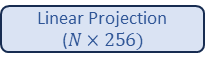 Linear Projection
(N × 256)